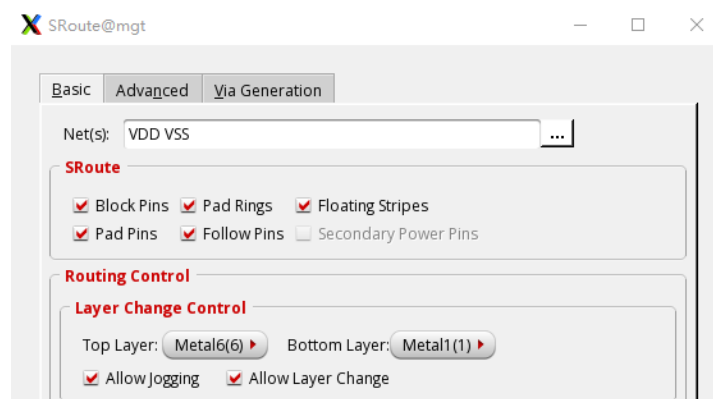 SRoute@mgt
Basic Advanced Via Generation
Net(s): VDD VSS ...
SRoute
Block Pins Pad Rings Floating Stripes
Pad Pins Follow Pins Secondary Power Pins
Routing Control
Layer Change Control
Top Layer: Metal6(6) Bottom Layer: Metal1(1)
Allow Jogging Allow Layer Change